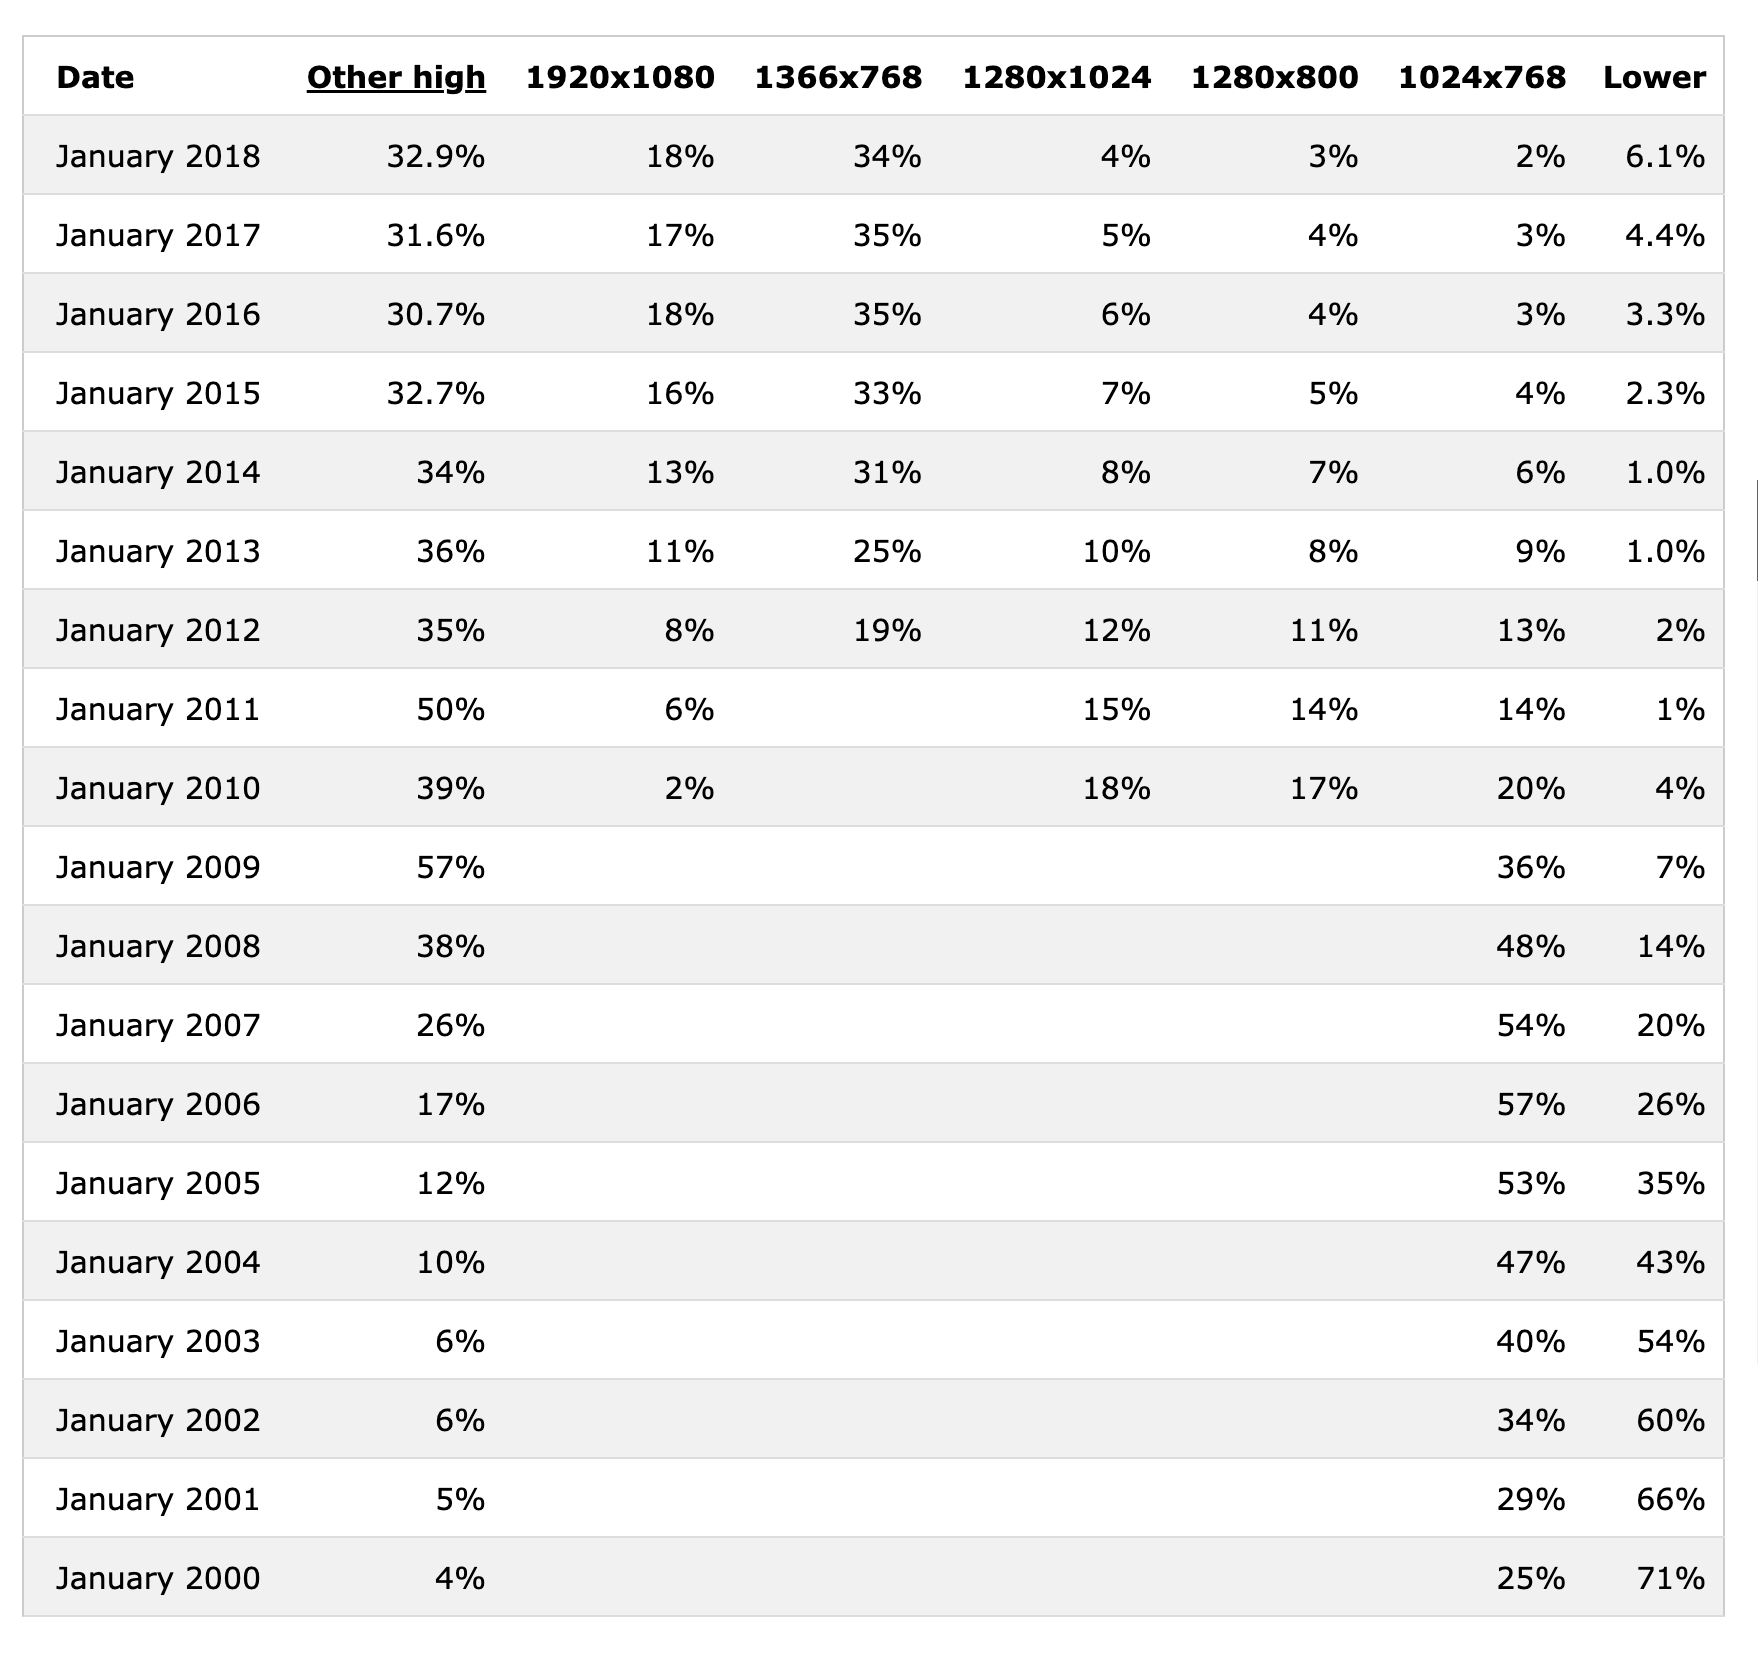 Date Other high 1920x1080 1366x768 1280x1024 1280x800 1024x768 Lower
January 2018 32.9% 18% 34% 4% 3% 2% 6.1%
January 2017 31.6% 17% 35% 5% 4% 3% 4.4%
January 2016 30.7% 18% 35% 6% 4% 3% 3.3%
January 2015 32.7% 16% 33% 7% 5% 4% 2.3%
January 2014 34% 13% 31% 8% 7% 6% 1.0%
January 2013 36% 11% 25% 10% 8% 9% 1.0%
January 2012 35% 8% 19% 12% 11% 13% 2%
January 2011 50% 6% 15% 14% 14% 1%
January 2010 39% 2% 18% 17% 20% 4%
January 2009 57% 36% 7%
January 2008 38% 48% 14%
January 2007 26% 54% 20%
January 2006 17% 57% 26%
January 2005 12% 53% 35%
January 2004 10% 47% 43%
January 2003 6% 40% 54%
January 2002 6% 34% 60%
January 2001 5% 29% 66%
January 2000 4% 25% 71%